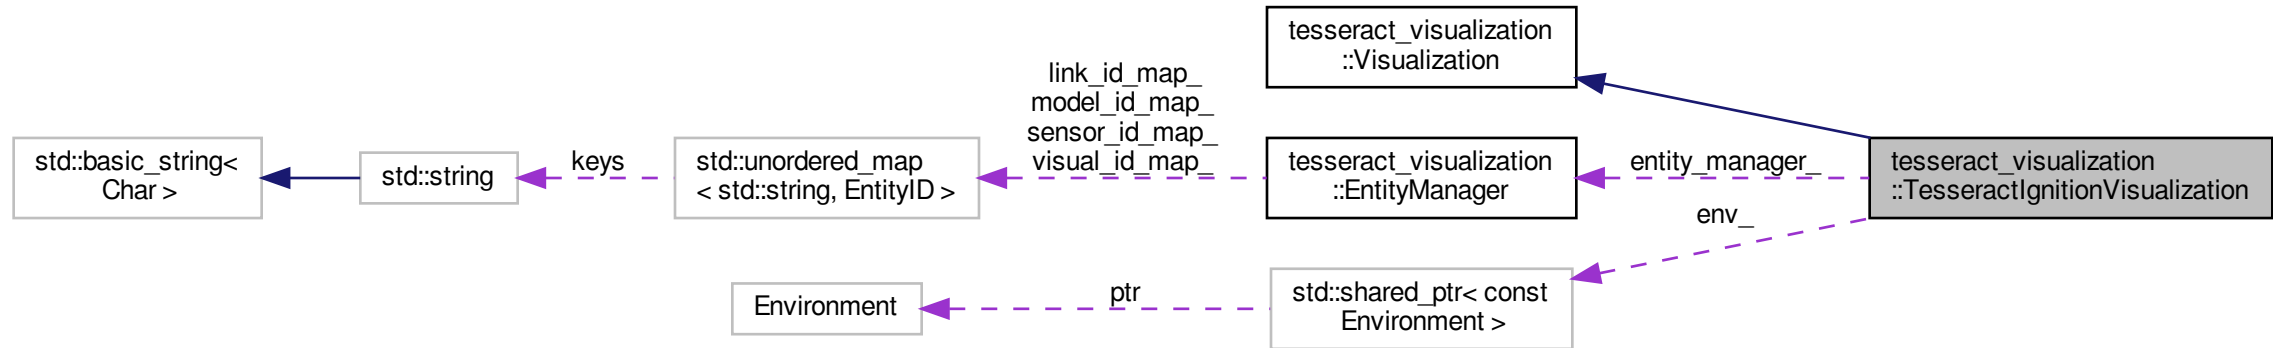 tesseract_visualization
::Visualization
link_id_map_
model_id_map_
sensor_id_map_
visual_id_map_
std::basic_string<
Char >
std::string
keys
std::unordered_map
< std::string, EntityID >
tesseract_visualization
::EntityManager
entity_manager_
tesseract_visualization
::TesseractIgnitionVisualization
env_
Environment
ptr
std::shared_ptr< const
Environment >